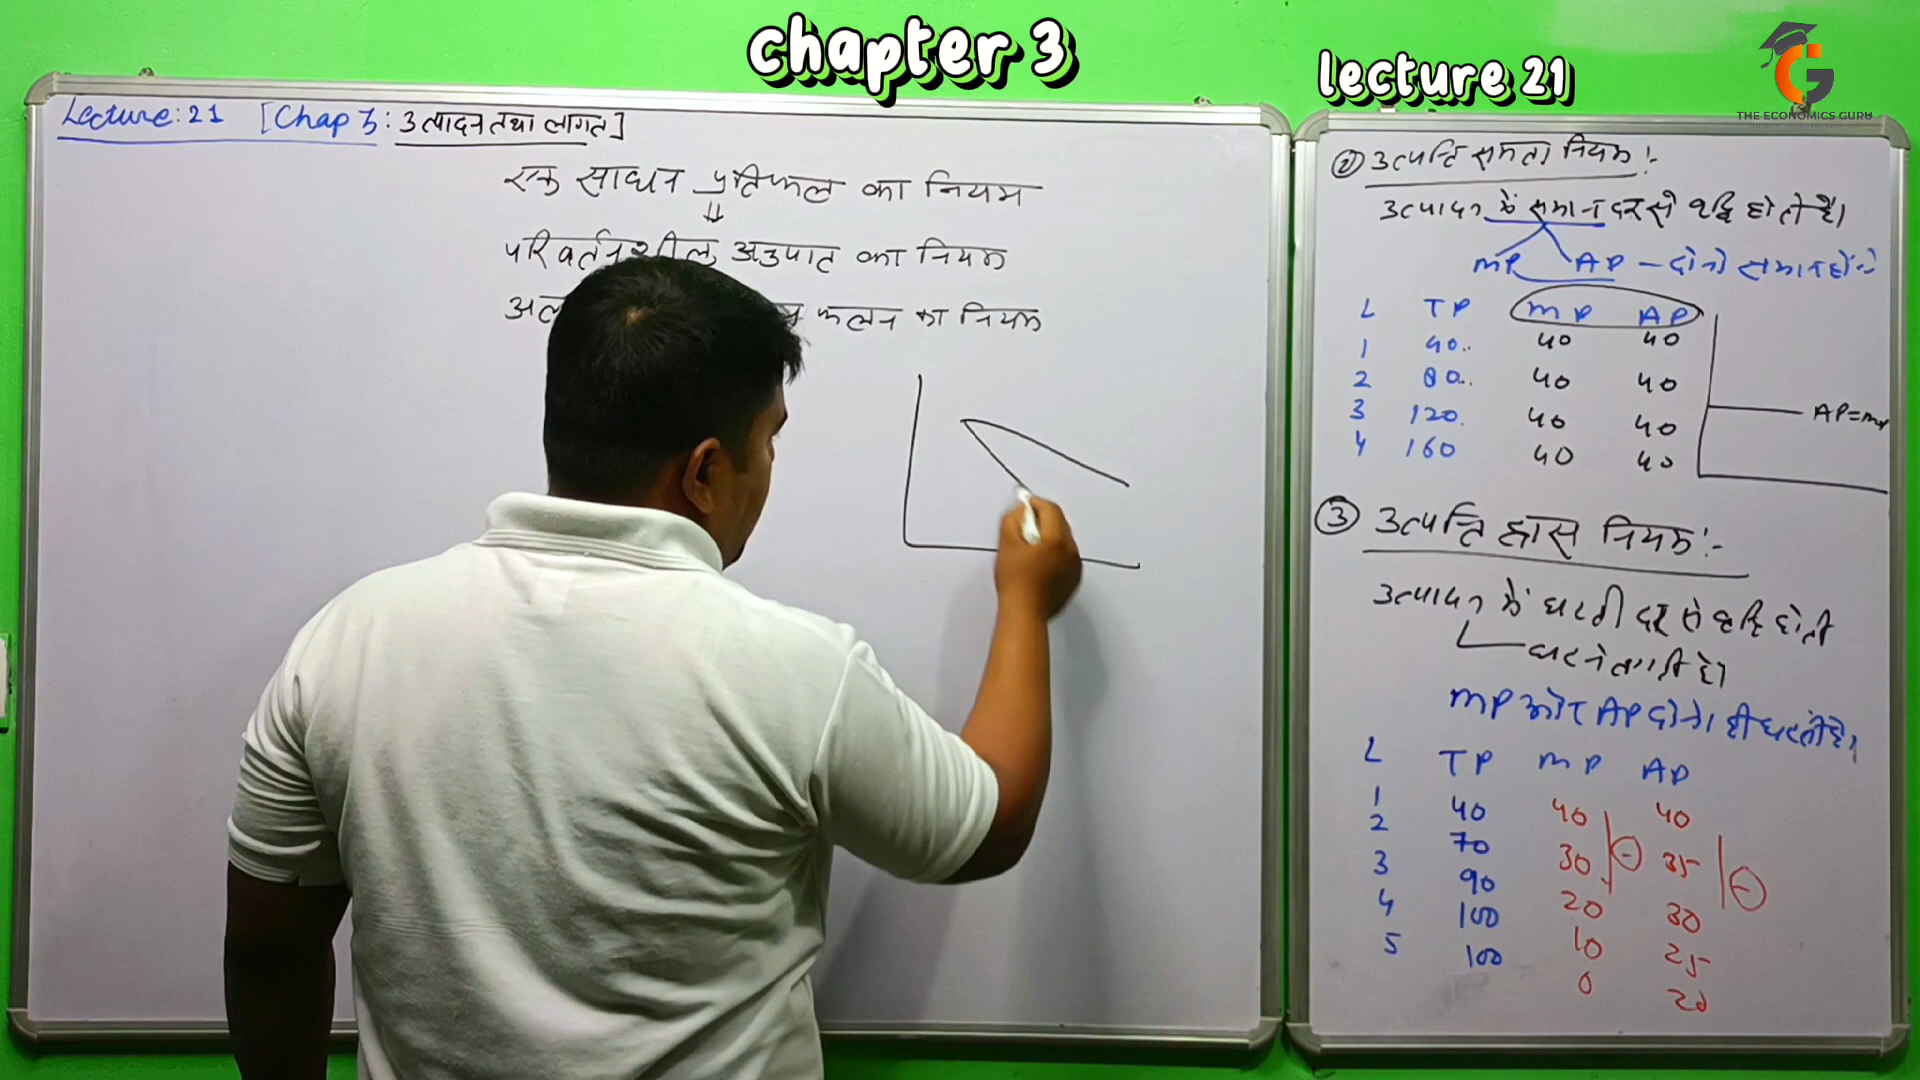 chapter 3
lecture 21
THE ECONOMICS GURU
Lecture: 21 [Chap 3: उत्पादन तथा लागत]
एक साधन प्रतिफल का नियम
⇓
परिवर्तनशील अनुपात का नियम
अल फलन का नियम
② उत्पत्ति समता नियम :-
उत्पादन में समान दर से वृद्धि होती है।
MP AP – दोनो समान होंगे
L TP MP AP
1 40.. 40 40
2 80.. 40 40
3 120. 40 40
4 160 40 40
AP=MP
③ उत्पत्ति ह्रास नियम :-
उत्पादन में घटती दर से वृद्धि होती
घटने लगती है।
MP और AP दोनो ही घटती है।
L TP MP AP
1 40 40 40
2 70 30 35
3 90 20 30
4 100 10 25
5 100 0 20